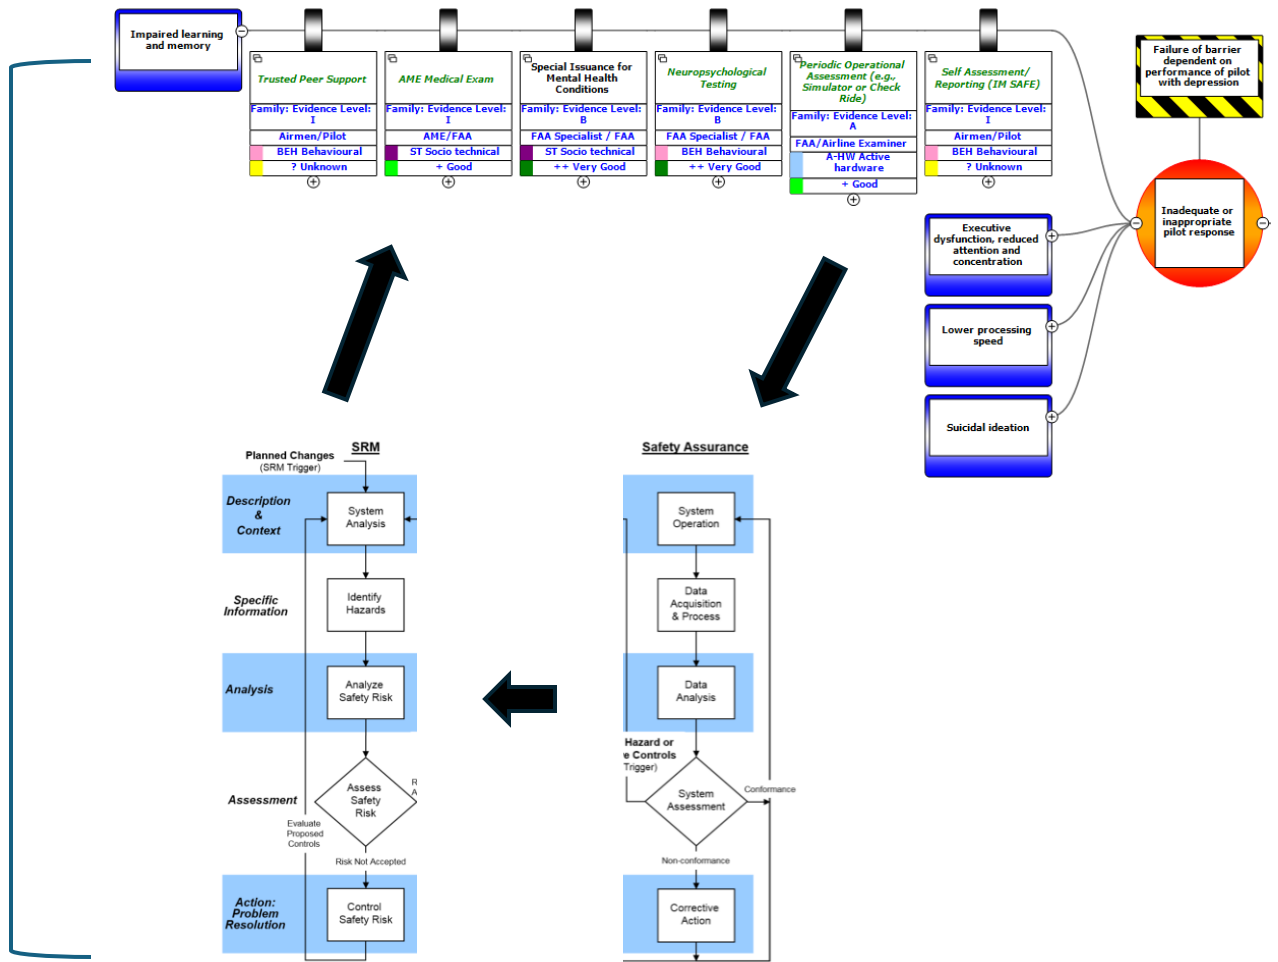 Impaired learning
and memory
Trusted Peer Support
Family: Evidence Level:
I
Airmen/Pilot
BEH Behavioural
? Unknown
AME Medical Exam
Family: Evidence Level:
I
AME/FAA
ST Socio technical
+ Good
Special Issuance for
Mental Health
Conditions
Family: Evidence Level:
B
FAA Specialist / FAA
ST Socio technical
++ Very Good
Neuropsychological
Testing
Family: Evidence Level:
B
FAA Specialist / FAA
BEH Behavioural
++ Very Good
Periodic Operational
Assessment (e.g.,
Simulator or Check
Ride)
Family: Evidence Level:
A
FAA/Airline Examiner
A-HW Active
hardware
+ Good
Self Assessment/
Reporting (IM SAFE)
Family: Evidence Level:
I
Airmen/Pilot
BEH Behavioural
? Unknown
Failure of barrier
dependent on
performance of pilot
with depression
Inadequate or
inappropriate
pilot response
Executive
dysfunction, reduced
attention and
concentration
Lower processing
speed
Suicidal ideation
SRM
Planned Changes
(SRM Trigger)
Description
&
Context
System
Analysis
Specific
Information
Identify
Hazards
Analysis
Analyze
Safety Risk
Assessment
Assess
Safety
Risk
R
A
Evaluate
Proposed
Controls
Risk Not Accepted
Action:
Problem
Resolution
Control
Safety Risk
Safety Assurance
System
Operation
Data
Acquisition
& Process
Data
Analysis
Hazard or
e Controls
Trigger)
System
Assessment
Conformance
Non-conformance
Corrective
Action